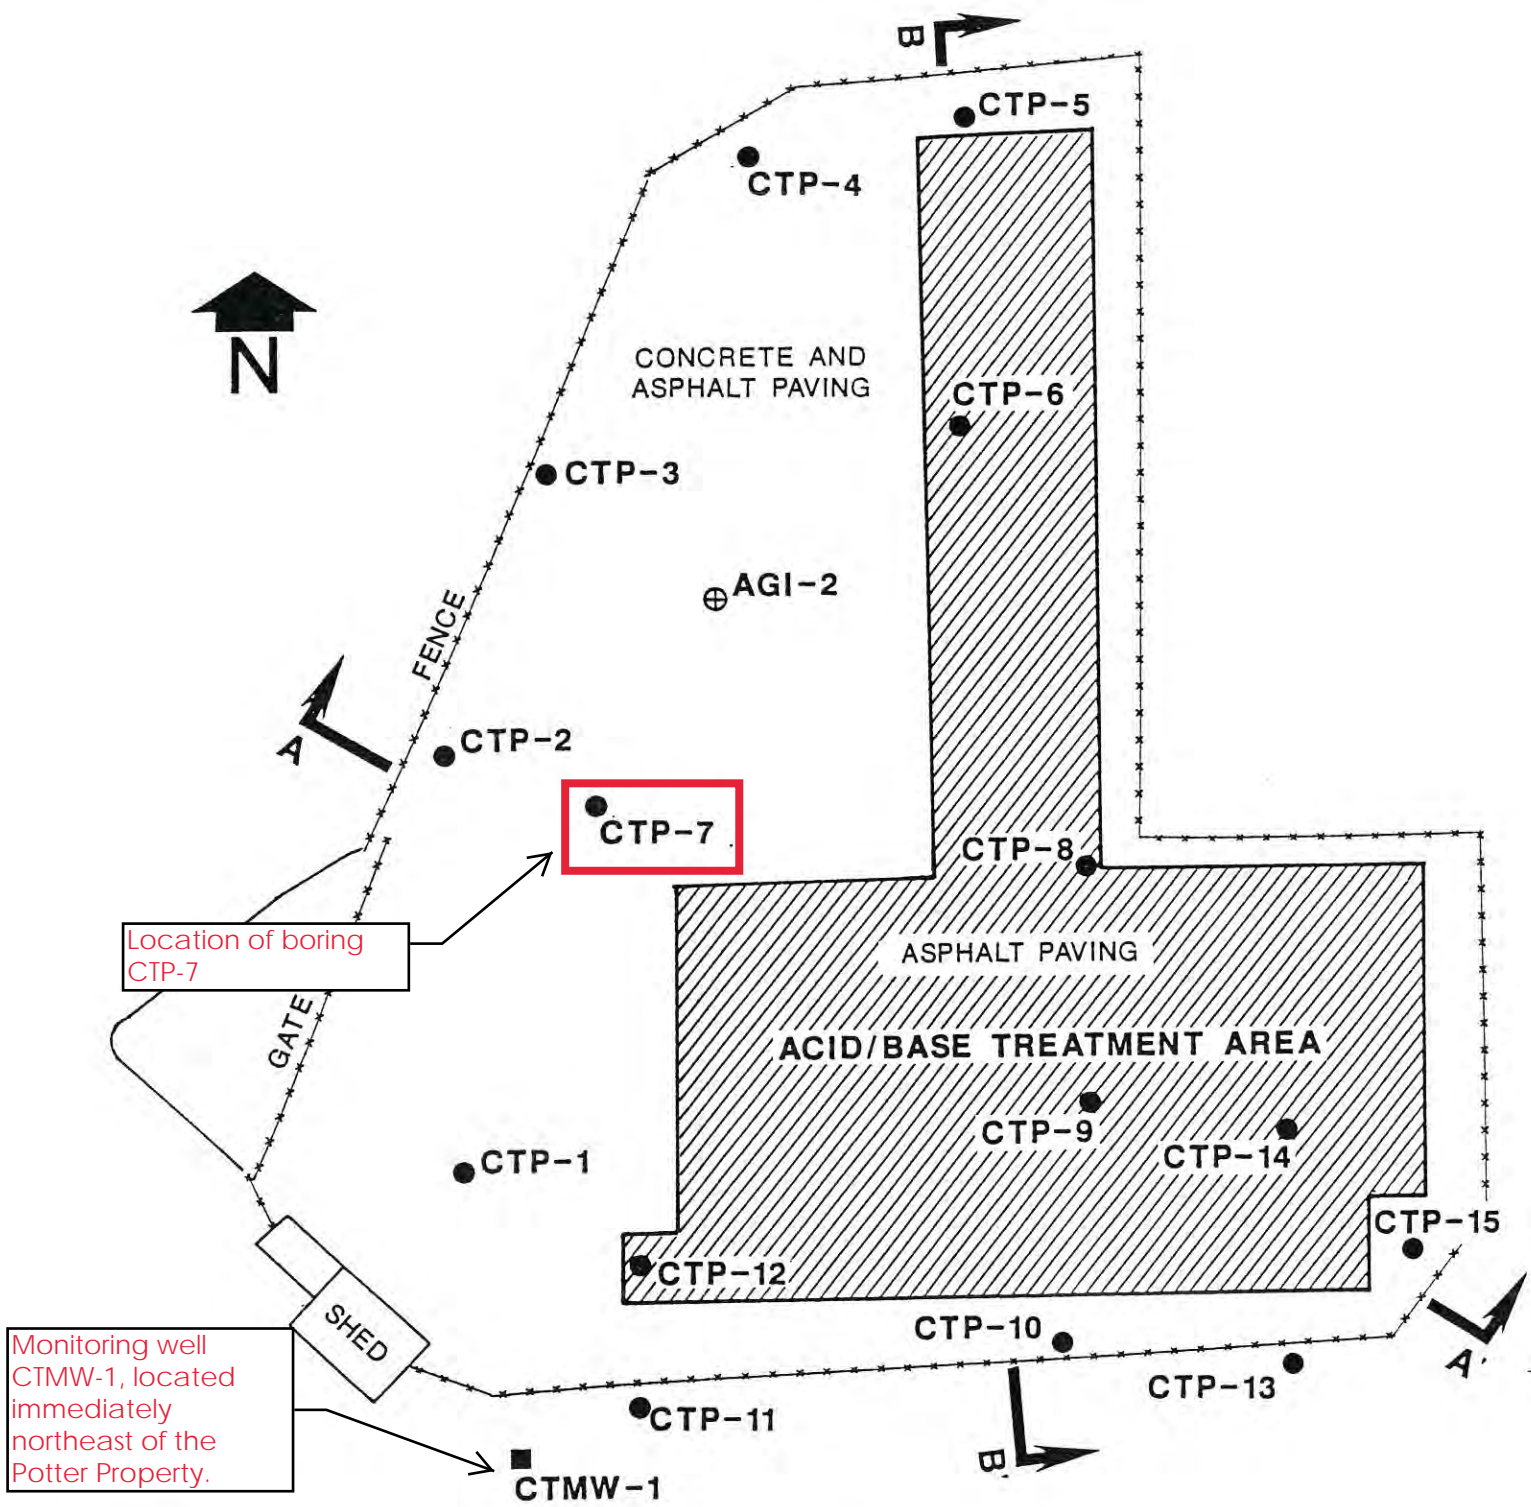 B
CTP-5
CTP-4
N
CONCRETE AND
ASPHALT PAVING
CTP-6
CTP-3
AGI-2
FENCE
A
CTP-2
CTP-7
CTP-8
Location of boring
CTP-7
ASPHALT PAVING
GATE
ACID/BASE TREATMENT AREA
CTP-9
CTP-14
CTP-1
CTP-15
CTP-12
SHED
CTP-10
Monitoring well
CTMW-1, located
immediately
northeast of the
Potter Property.
A'
CTP-13
CTP-11
B'
CTMW-1